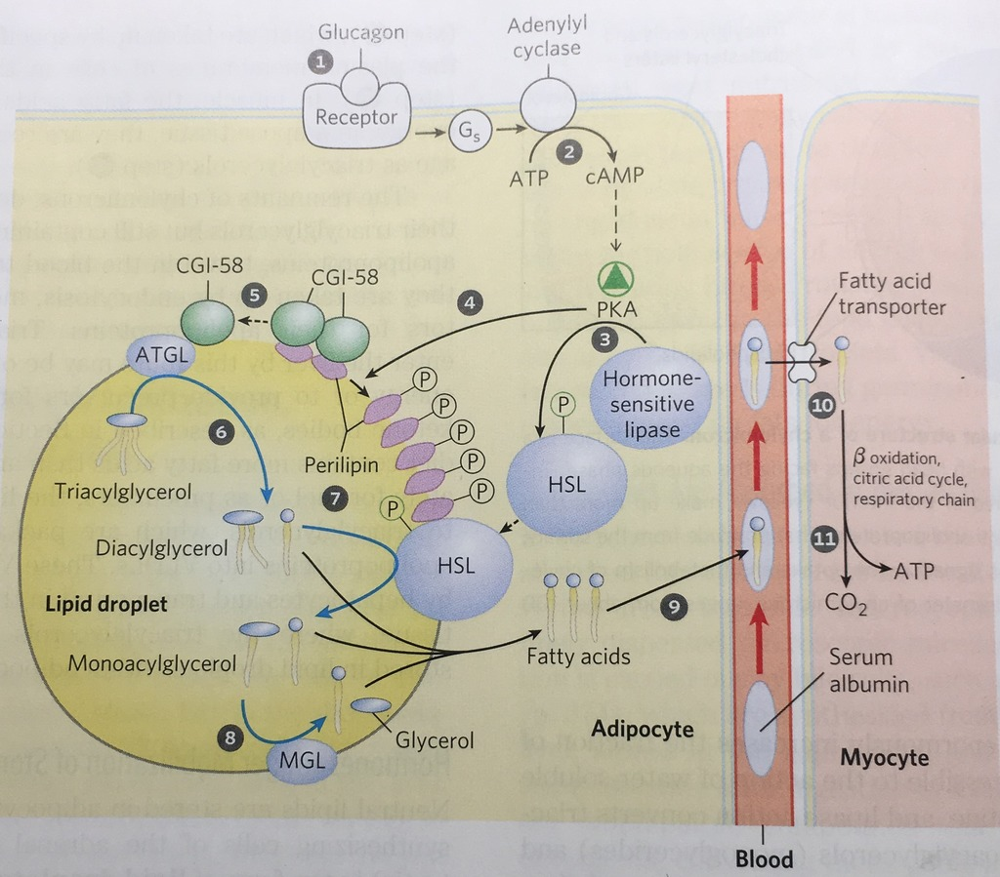 Glucagon
1
Receptor
Gs
Adenylyl
cyclase
2
ATP
cAMP
PKA
3
4
Hormone-
sensitive
lipase
P
HSL
CGI-58
5
CGI-58
ATGL
6
Triacylglycerol
Perilipin
7
P
P
P
P
P
HSL
Diacylglycerol
Lipid droplet
Monoacylglycerol
8
MGL
Glycerol
Fatty acids
9
Adipocyte
Fatty acid
transporter
10
β oxidation,
citric acid cycle,
respiratory chain
11
ATP
CO₂
Serum
albumin
Myocyte
Blood